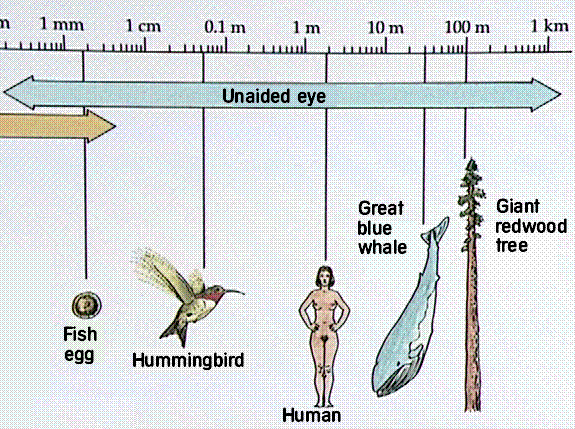 m 1 mm 1 cm 0.1 m 1 m 10 m 100 m 1 km
Unaided eye
Great
blue
whale
Giant
redwood
tree
Fish
egg
Hummingbird
Human